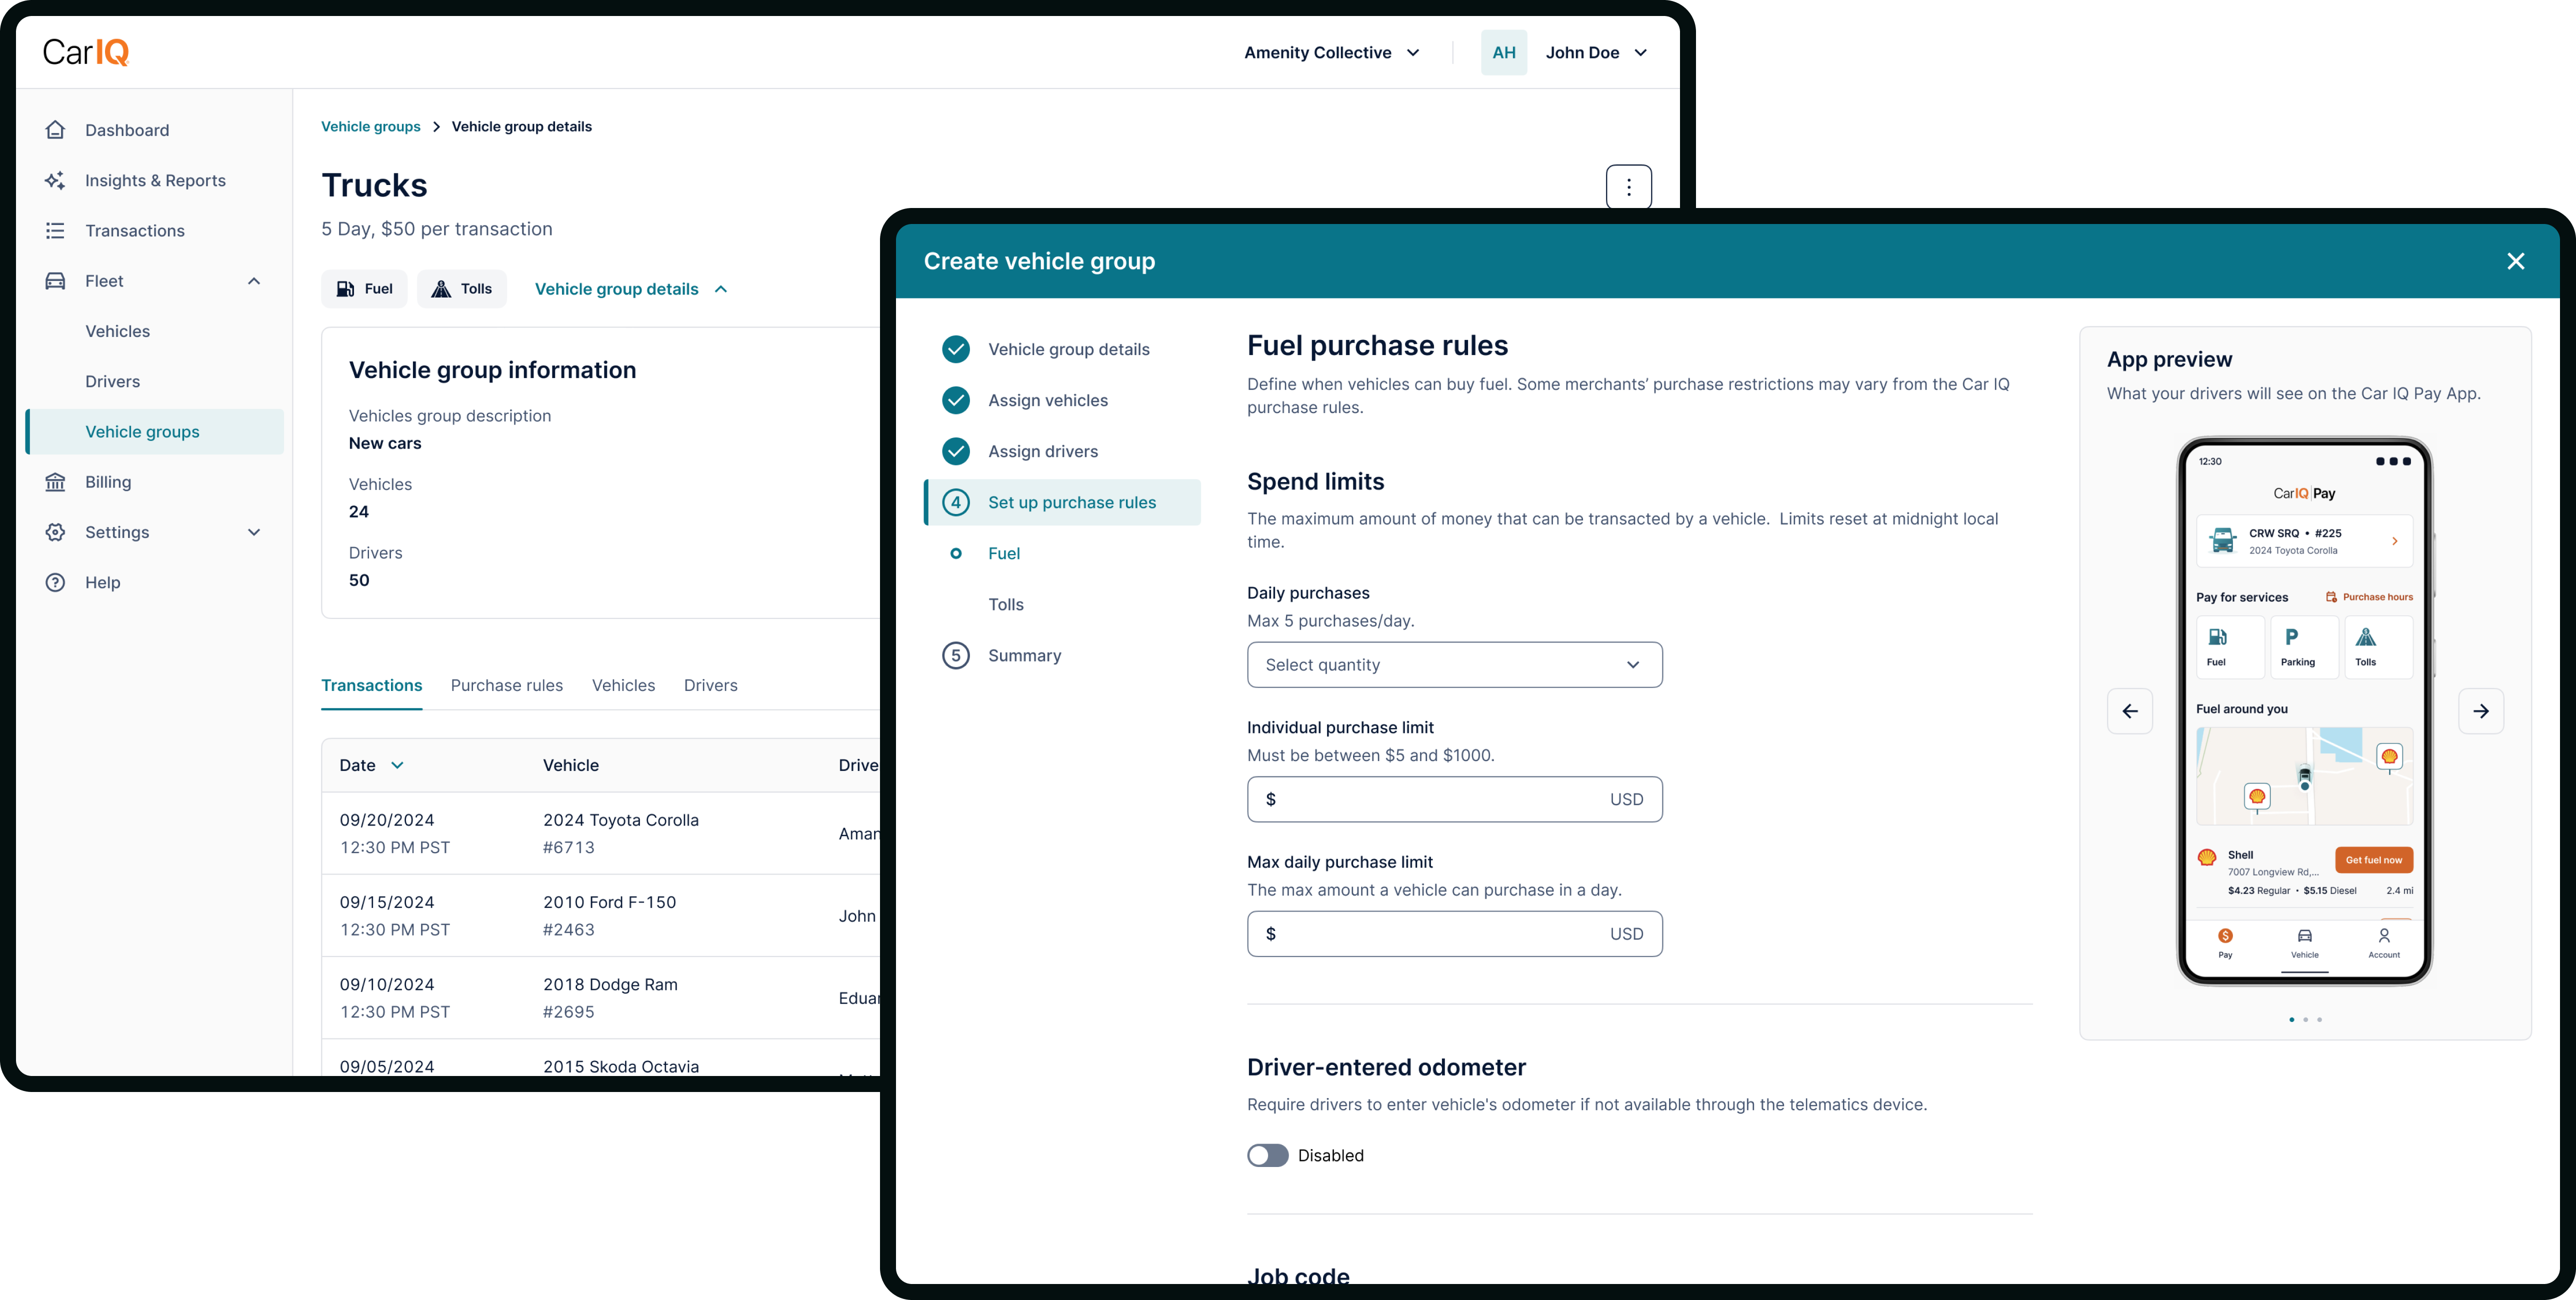 CarIQ
Amenity Collective
AH
John Doe
Dashboard
Insights & Reports
Transactions
Fleet
Vehicles
Drivers
Vehicle groups
Billing
Settings
Help
Vehicle groups
Vehicle group details
Trucks
5 Day, $50 per transaction
Fuel
Tolls
Vehicle group details
Vehicle group information
Vehicles group description
New cars
Vehicles
24
Drivers
50
Transactions
Purchase rules
Vehicles
Drivers
Date
Vehicle
Drive
09/20/2024
12:30 PM PST
2024 Toyota Corolla
#6713
Aman
09/15/2024
12:30 PM PST
2010 Ford F-150
#2463
John
09/10/2024
12:30 PM PST
2018 Dodge Ram
#2695
Eduar
09/05/2024
2015 Skoda Octavia
Create vehicle group
Vehicle group details
Assign vehicles
Assign drivers
4
Set up purchase rules
Fuel
Tolls
5
Summary
Fuel purchase rules
Define when vehicles can buy fuel. Some merchants’ purchase restrictions may vary from the Car IQ
purchase rules.
Spend limits
The maximum amount of money that can be transacted by a vehicle. Limits reset at midnight local
time.
Daily purchases
Max 5 purchases/day.
Select quantity
Individual purchase limit
Must be between $5 and $1000.
$
USD
Max daily purchase limit
The max amount a vehicle can purchase in a day.
$
USD
Driver-entered odometer
Require drivers to enter vehicle's odometer if not available through the telematics device.
Disabled
Job code
App preview
What your drivers will see on the Car IQ Pay App.
12:30
CarIQ Pay
CRW SRQ • #225
2024 Toyota Corolla
Pay for services
Purchase hours
Fuel
P
Parking
Tolls
Fuel around you
Shell
7007 Longview Rd,...
Get fuel now
$4.23 Regular • $5.15 Diesel
2.4 mi
$
Pay
Vehicle
Account